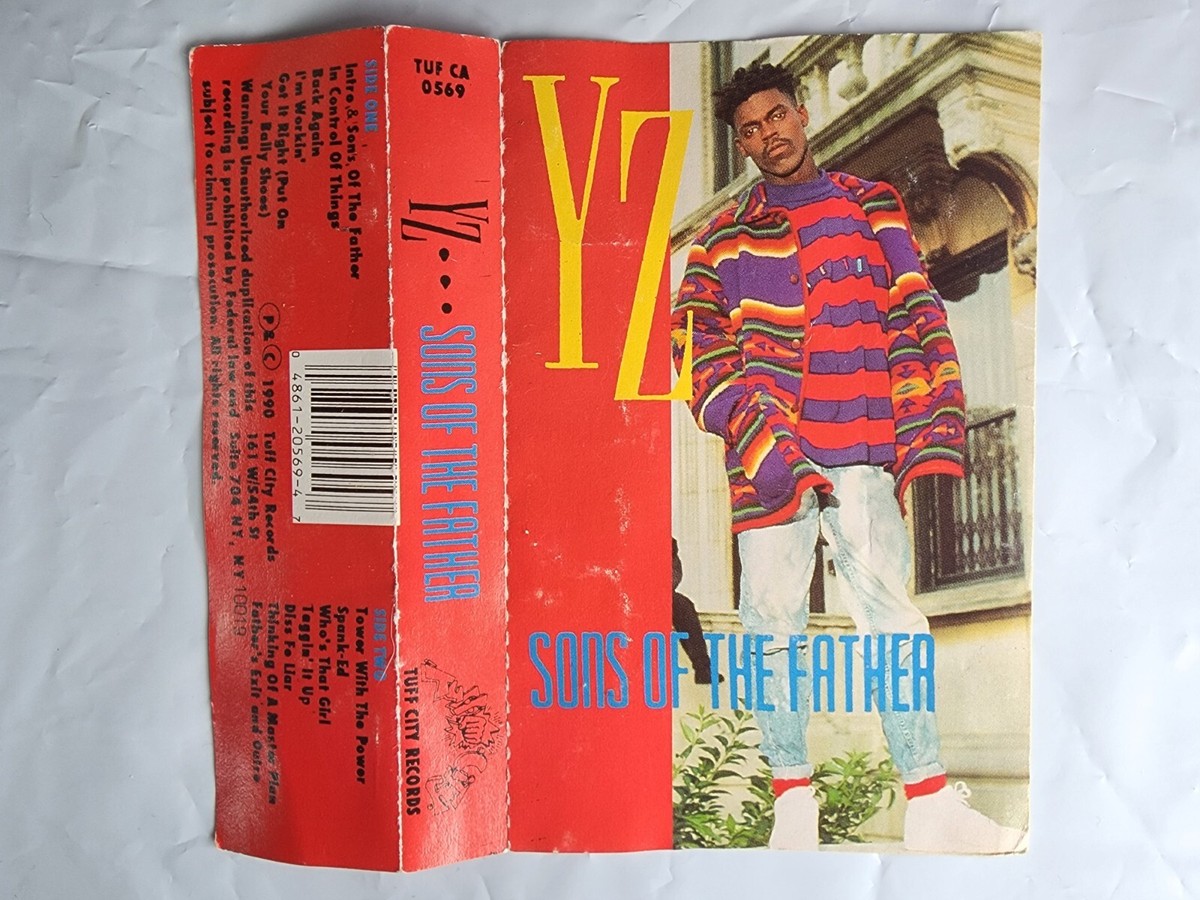 SIDE ONE
Intro & Sons Of The Father
In Control Of Things
Back Again
I'm Workin'
Got It Right (Put On
Your Bally Shoes)
Warning: Unauthorized duplication of this
recording is prohibited by Federal law and
subject to criminal prosecution. All rights reserved.
P & C 1990 Tuff City Records
161 W/54th St
Suite 704 NY, NY 10019
0 4861-20569-4 7
SIDE TWO
Tower With The Power
Spunk-Ed
Who's That Girl
Taggin' It Up
Diss Fa Liar
Thinking Of A Master Plan
Father's Exit and Outro
TUF CA
0569
YZ... SONS OF THE FATHER
TUFF CITY RECORDS
YZ
SONS OF THE FATHER